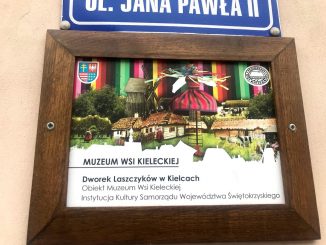 UL. JANA PAWŁA II
MUZEUM WSI KIELECKIEJ
Dworek Laszczyków w Kielcach
Obiekt Muzeum Wsi Kieleckiej
Instytucja Kultury Samorządu Województwa Świętokrzyskiego